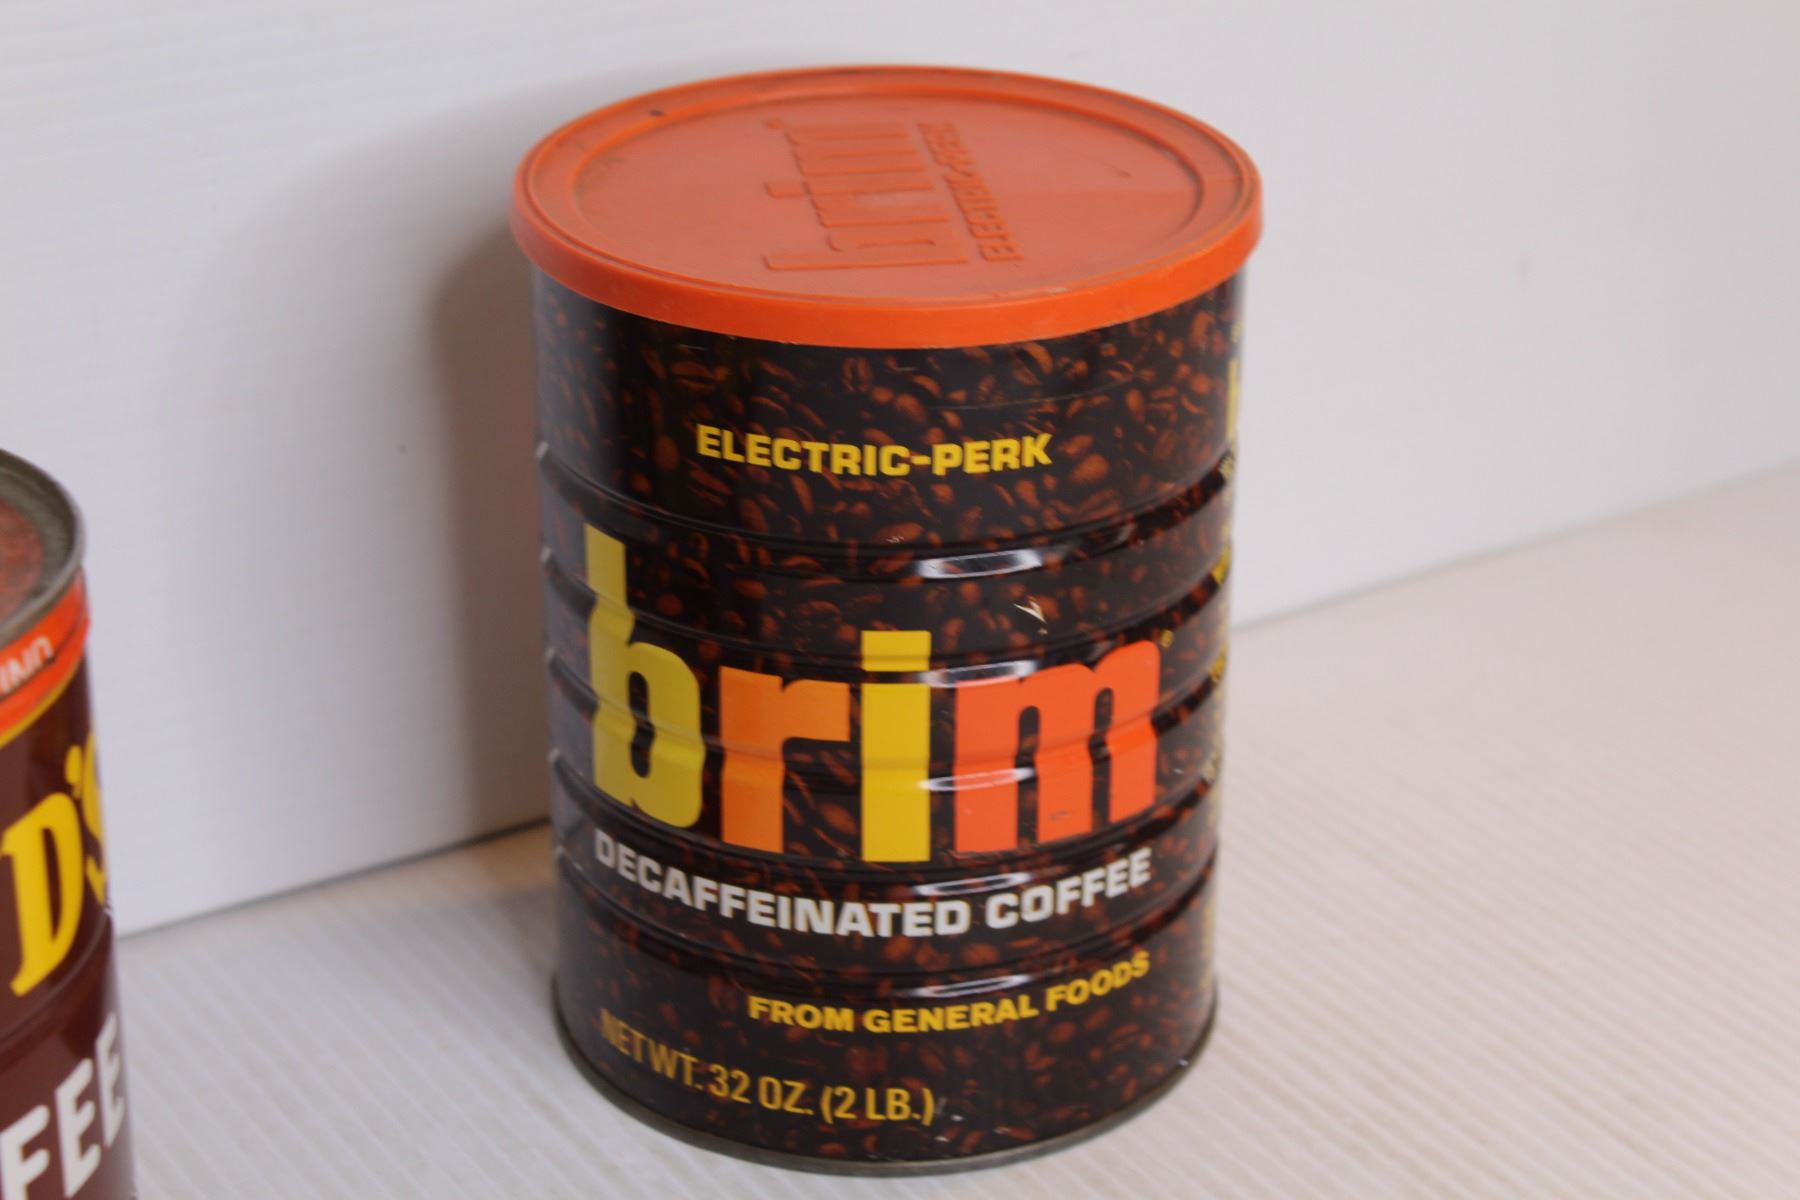 brim®
ELECTRIC-PERK
ELECTRIC-PERK
brim®
DECAFFEINATED COFFEE
FROM GENERAL FOODS
NET WT. 32 OZ. (2 LB.)
D'
FEE